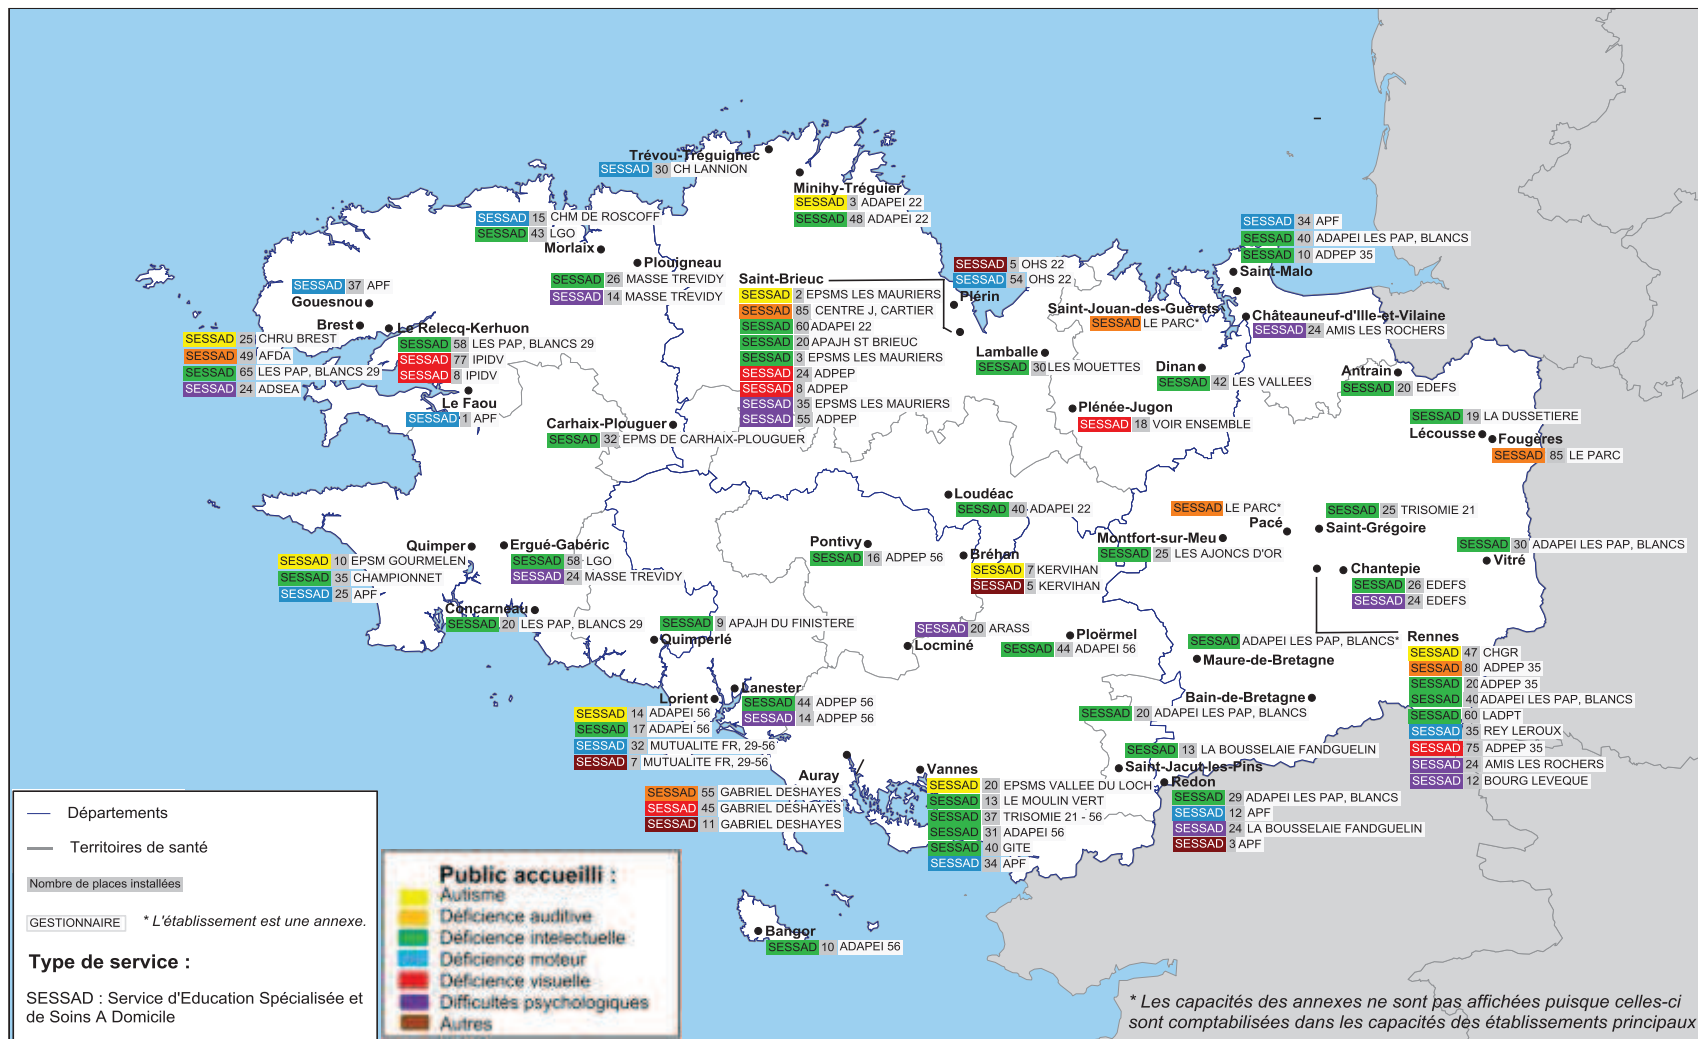 Trévou-Tréguignec
SESSAD 30 CH LANNION
Minihy-Tréguier
SESSAD 3 ADAPEI 22
SESSAD 48 ADAPEI 22
SESSAD 15 CHM DE ROSCOFF
SESSAD 43 LGO
Morlaix
Plouigneau
SESSAD 26 MASSE TREVIDY
SESSAD 14 MASSE TREVIDY
SESSAD 37 APF
Gouesnou
Brest
SESSAD 25 CHRU BREST
SESSAD 49 AFDA
SESSAD 65 LES PAP, BLANCS 29
SESSAD 24 ADSEA
Le Relecq-Kerhuon
SESSAD 58 LES PAP, BLANCS 29
SESSAD 77 IPIDV
SESSAD 8 IPIDV
Le Faou
SESSAD 1 APF
Saint-Brieuc
SESSAD 2 EPSMS LES MAURIERS
SESSAD 85 CENTRE J, CARTIER
SESSAD 60 ADAPEI 22
SESSAD 20 APAJH ST BRIEUC
SESSAD 3 EPSMS LES MAURIERS
SESSAD 24 ADPEP
SESSAD 8 ADPEP
SESSAD 35 EPSMS LES MAURIERS
SESSAD 55 ADPEP
SESSAD 5 OHS 22
SESSAD 54 OHS 22
Plérin
SESSAD 34 APF
SESSAD 40 ADAPEI LES PAP, BLANCS
SESSAD 10 ADPEP 35
Saint-Malo
Saint-Jouan-des-Guérets
SESSAD LE PARC*
Châteauneuf-d'Ille-et-Vilaine
SESSAD 24 AMIS LES ROCHERS
Lamballe
SESSAD 30 LES MOUETTES
Dinan
SESSAD 42 LES VALLEES
Antrain
SESSAD 20 EDEFS
Plénée-Jugon
SESSAD 18 VOIR ENSEMBLE
SESSAD 19 LA DUSSETIERE
Lécousse
Fougères
SESSAD 85 LE PARC
Carhaix-Plouguer
SESSAD 32 EPMS DE CARHAIX-PLOUGUER
Loudéac
SESSAD 40 ADAPEI 22
SESSAD LE PARC*
Pacé
SESSAD 25 TRISOMIE 21
Saint-Grégoire
Montfort-sur-Meu
SESSAD 25 LES AJONCS D'OR
SESSAD 30 ADAPEI LES PAP, BLANCS
Vitré
Chantepie
SESSAD 26 EDEFS
SESSAD 24 EDEFS
Quimper
SESSAD 10 EPSM GOURMELEN
SESSAD 35 CHAMPIONNET
SESSAD 25 APF
Ergué-Gabéric
SESSAD 58 LGO
SESSAD 24 MASSE TREVIDY
Pontivy
SESSAD 16 ADPEP 56
Bréhan
SESSAD 7 KERVIHAN
SESSAD 5 KERVIHAN
Concarneau
SESSAD 20 LES PAP, BLANCS 29
SESSAD 9 APAJH DU FINISTERE
Quimperlé
SESSAD 20 ARASS
Locminé
Ploërmel
SESSAD 44 ADAPEI 56
SESSAD ADAPEI LES PAP, BLANCS*
Maure-de-Bretagne
Rennes
SESSAD 47 CHGR
SESSAD 80 ADPEP 35
SESSAD 20 ADPEP 35
SESSAD 40 ADAPEI LES PAP, BLANCS
SESSAD 60 LADPT
SESSAD 35 REY LEROUX
SESSAD 75 ADPEP 35
SESSAD 24 AMIS LES ROCHERS
SESSAD 12 BOURG LEVEQUE
Bain-de-Bretagne
SESSAD 20 ADAPEI LES PAP, BLANCS
Lanester
SESSAD 44 ADPEP 56
SESSAD 14 ADPEP 56
Lorient
SESSAD 14 ADAPEI 56
SESSAD 17 ADAPEI 56
SESSAD 32 MUTUALITE FR, 29-56
SESSAD 7 MUTUALITE FR, 29-56
Auray
SESSAD 55 GABRIEL DESHAYES
SESSAD 45 GABRIEL DESHAYES
SESSAD 11 GABRIEL DESHAYES
Vannes
SESSAD 20 EPSMS VALLEE DU LOCH
SESSAD 13 LE MOULIN VERT
SESSAD 37 TRISOMIE 21 - 56
SESSAD 31 ADAPEI 56
SESSAD 40 GITE
SESSAD 34 APF
SESSAD 13 LA BOUSSELAIE FANDGUELIN
Saint-Jacut-les-Pins
Redon
SESSAD 29 ADAPEI LES PAP, BLANCS
SESSAD 12 APF
SESSAD 24 LA BOUSSELAIE FANDGUELIN
SESSAD 3 APF
Bangor
SESSAD 10 ADAPEI 56
Départements
Territoires de santé
Nombre de places installées
GESTIONNAIRE * L'établissement est une annexe.
Type de service :
SESSAD : Service d'Education Spécialisée et
de Soins A Domicile
Public accueilli :
Autisme
Déficience auditive
Déficience intelectuelle
Déficience moteur
Déficience visuelle
Difficultés psychologiques
Autres
* Les capacités des annexes ne sont pas affichées puisque celles-ci
sont comptabilisées dans les capacités des établissements principaux